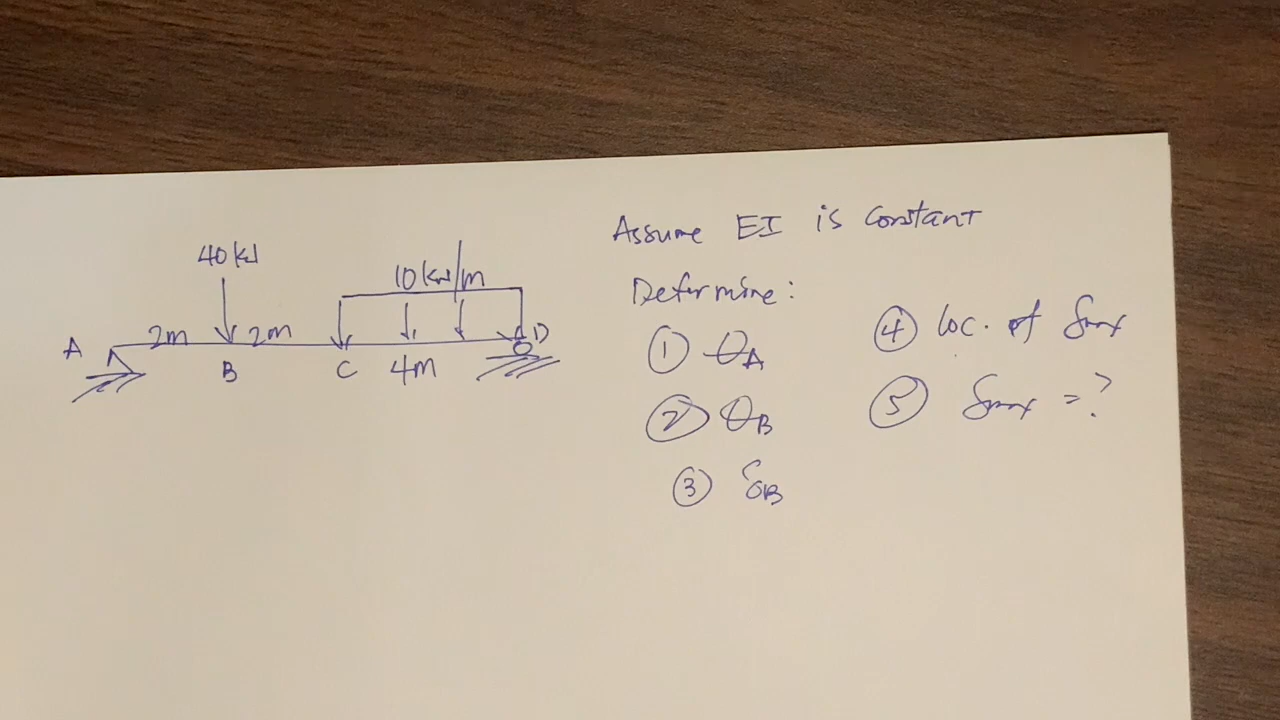 40 kN
10 kN/m
A 2m 2m D
B C 4m
Assume EI is constant
Determine:
① θA
② θB
③ δB
④ loc. of δmax
⑤ δmax = ?